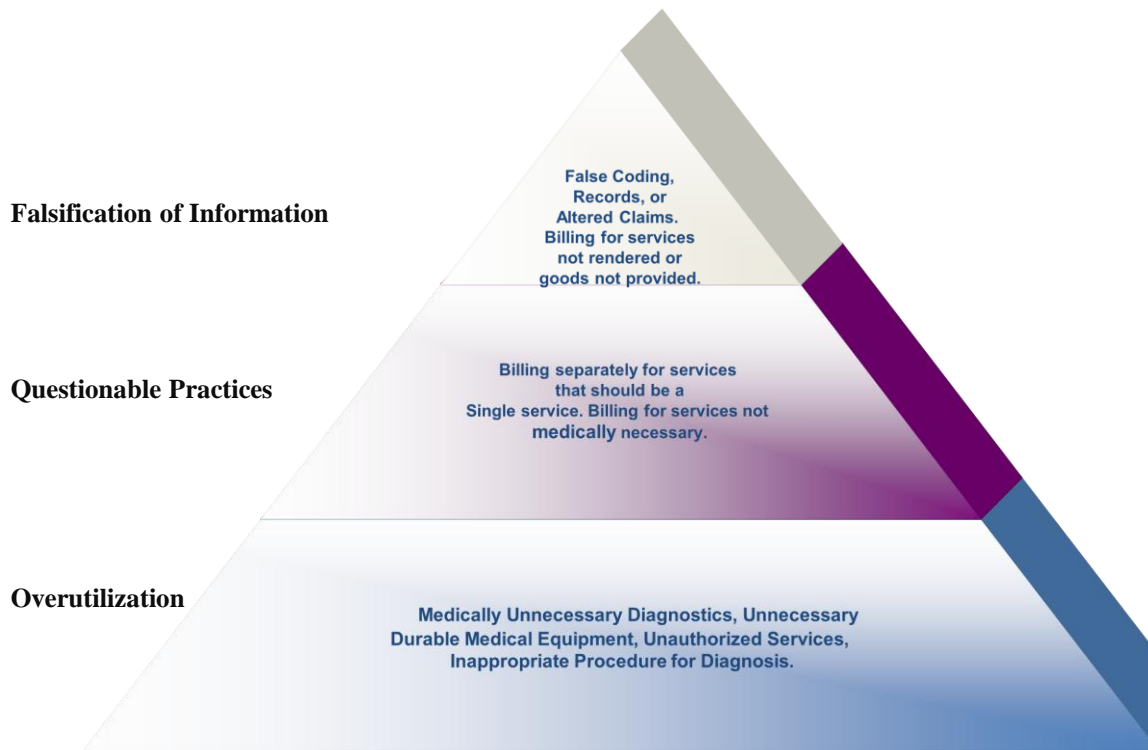 False Coding,
Records, or
Altered Claims.
Falsification of Information
Billing for services
not rendered or
goods not provided.
Billing separately for services
Questionable Practices
that should be a
Single service. Billing for services not
medically necessary.
Overutilization
Medically Unnecessary Diagnostics, Unnecessary
Durable Medical Equipment, Unauthorized Services,
Inappropriate Procedure for Diagnosis.